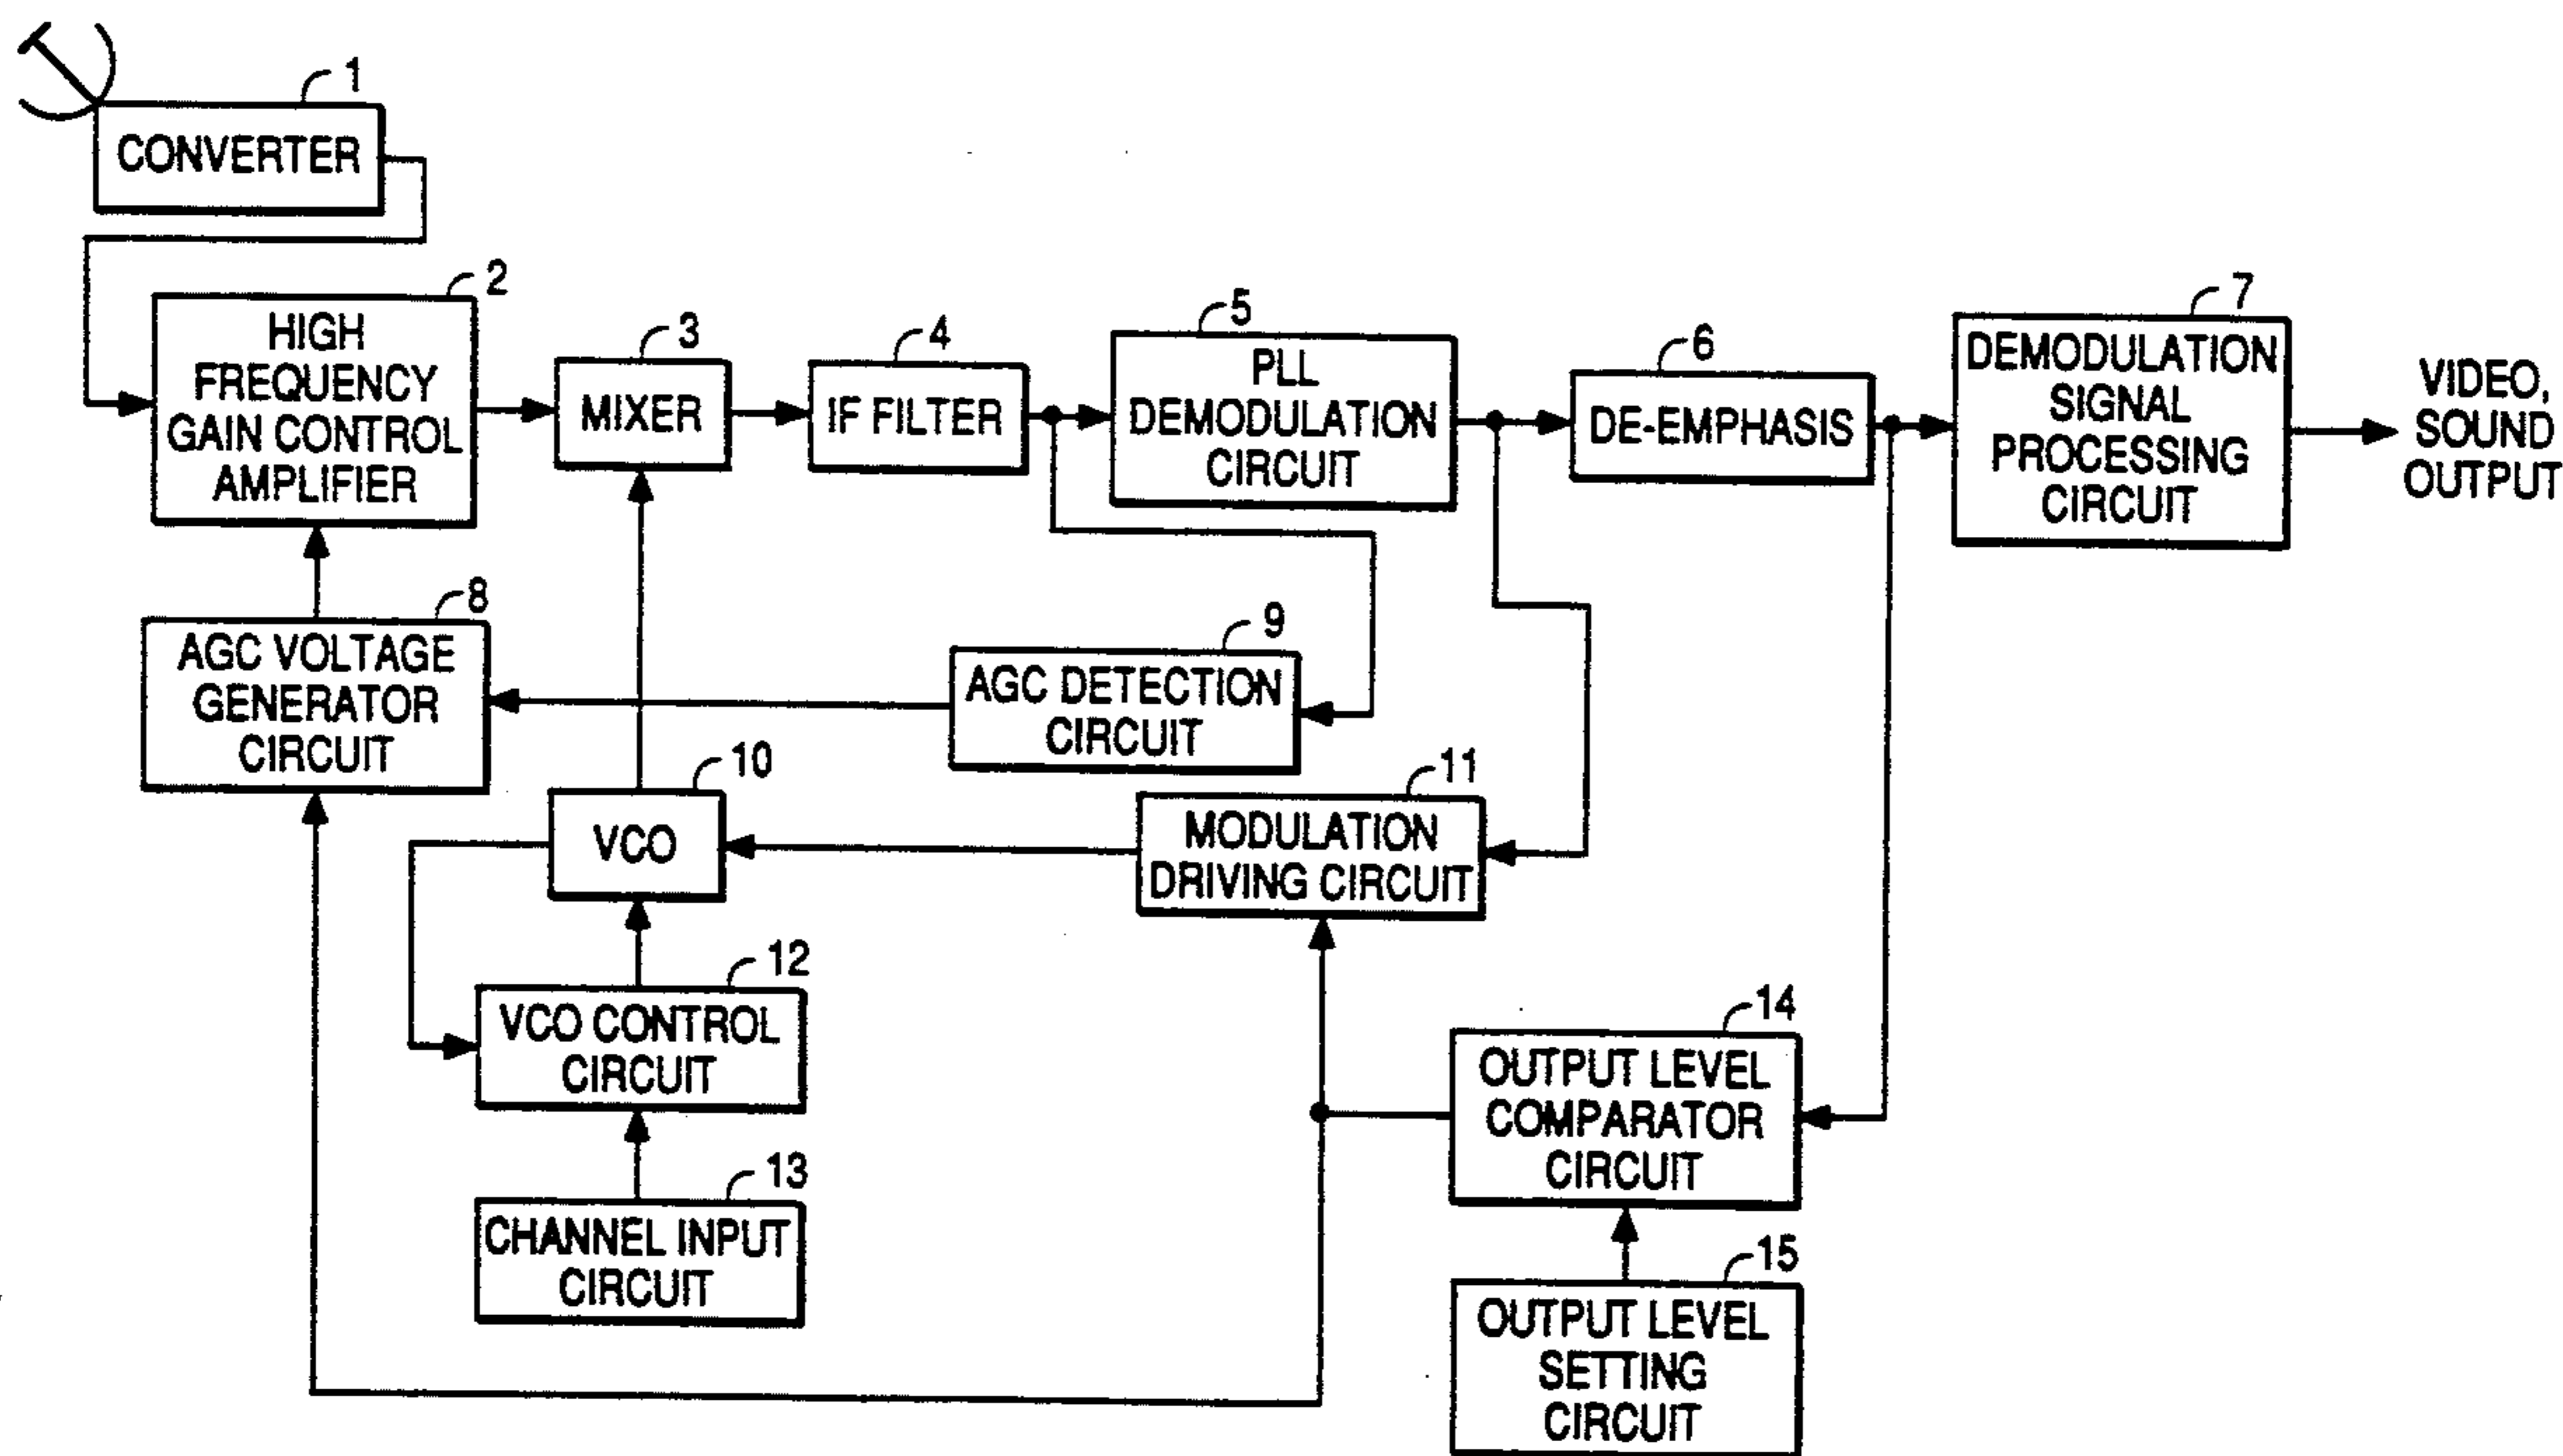 1
CONVERTER
2
HIGH
FREQUENCY
GAIN CONTROL
AMPLIFIER
3
MIXER
4
IF FILTER
5
PLL
DEMODULATION
CIRCUIT
6
DE-EMPHASIS
7
DEMODULATION
SIGNAL
PROCESSING
CIRCUIT
VIDEO,
SOUND
OUTPUT
8
AGC VOLTAGE
GENERATOR
CIRCUIT
9
AGC DETECTION
CIRCUIT
10
VCO
11
MODULATION
DRIVING CIRCUIT
12
VCO CONTROL
CIRCUIT
13
CHANNEL INPUT
CIRCUIT
14
OUTPUT LEVEL
COMPARATOR
CIRCUIT
15
OUTPUT LEVEL
SETTING
CIRCUIT